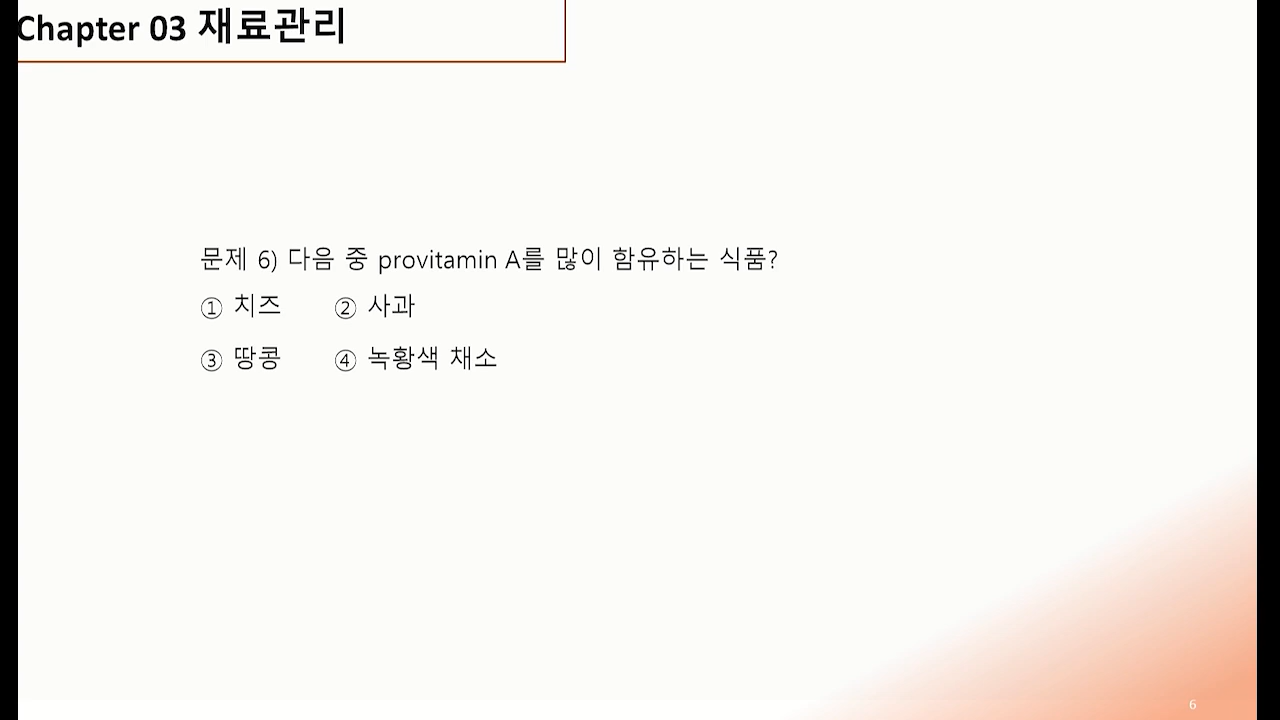 Chapter 03 재료관리
문제 6) 다음 중 provitamin A를 많이 함유하는 식품?
① 치즈 ② 사과
③ 땅콩 ④ 녹황색 채소
6